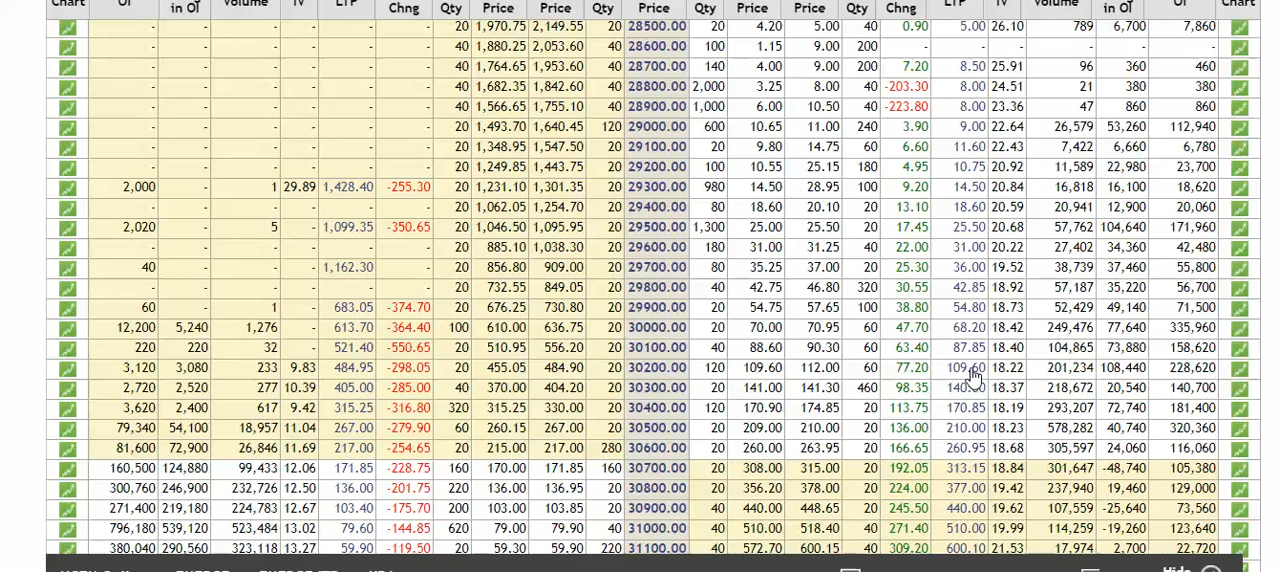 Chart OI in OI Volume IV LTP Chng Qty Price Price Qty Price Qty Price Price Qty Chng LTP IV Volume in OI OI Chart
- - - - - - 20 1,970.75 2,149.55 20 28500.00 20 4.20 5.00 40 0.90 5.00 26.10 789 6,700 7,860
- - - - - - 40 1,880.25 2,053.60 40 28600.00 100 1.15 9.00 200 - - - - - -
- - - - - - 40 1,764.65 1,953.60 40 28700.00 140 4.00 9.00 200 7.20 8.50 25.91 96 360 460
- - - - - - 40 1,682.35 1,842.60 40 28800.00 2,000 3.25 8.00 40 -203.30 8.00 24.51 21 380 380
- - - - - - 40 1,566.65 1,755.10 40 28900.00 1,000 6.00 10.50 40 -223.80 8.00 23.36 47 860 860
- - - - - - 20 1,493.70 1,640.45 120 29000.00 600 10.65 11.00 240 3.90 9.00 22.64 26,579 53,260 112,940
- - - - - - 20 1,348.95 1,547.50 20 29100.00 20 9.80 14.75 60 6.60 11.60 22.43 7,422 6,660 6,780
- - - - - - 20 1,249.85 1,443.75 20 29200.00 100 10.55 25.15 180 4.95 10.75 20.92 11,589 22,980 23,700
2,000 - 1 29.89 1,428.40 -255.30 20 1,231.10 1,301.35 20 29300.00 980 14.50 28.95 100 9.20 14.50 20.84 16,818 16,100 18,620
- - - - - - 20 1,062.05 1,254.70 20 29400.00 80 18.60 20.10 20 13.10 18.60 20.59 20,941 12,900 20,060
2,020 - 5 - 1,099.35 -350.65 20 1,046.50 1,095.95 20 29500.00 1,300 25.00 25.50 20 17.45 25.50 20.68 57,762 104,640 171,960
- - - - - - 20 885.10 1,038.30 20 29600.00 180 31.00 31.25 40 22.00 31.00 20.22 27,402 34,360 42,480
40 - - - 1,162.30 - 20 856.80 909.00 20 29700.00 80 35.25 37.00 20 25.30 36.00 19.52 38,739 37,460 55,800
- - - - - - 20 732.55 849.05 20 29800.00 40 42.75 46.80 320 30.55 42.85 18.92 57,187 35,220 56,700
60 - 1 - 683.05 -374.70 20 676.25 730.80 20 29900.00 20 54.75 57.65 100 38.80 54.80 18.73 52,429 49,140 71,500
12,200 5,240 1,276 - 613.70 -364.40 100 610.00 636.75 20 30000.00 20 70.00 70.95 60 47.70 68.20 18.42 249,476 77,640 335,960
220 220 32 - 521.40 -550.65 20 510.95 556.20 20 30100.00 40 88.60 90.30 60 63.40 87.85 18.40 104,865 73,880 158,620
3,120 3,080 233 9.83 484.95 -298.05 20 455.05 484.90 20 30200.00 120 109.60 112.00 60 77.20 109.60 18.22 201,234 108,440 228,620
2,720 2,520 277 10.39 405.00 -285.00 40 370.00 404.20 20 30300.00 20 141.00 141.30 460 98.35 18.37 218,672 20,540 140,700
3,620 2,400 617 9.42 315.25 -316.80 320 315.25 330.00 20 30400.00 120 170.90 174.85 20 113.75 170.85 18.19 293,207 72,740 181,400
79,340 54,100 18,957 11.04 267.00 -279.90 60 260.15 267.00 20 30500.00 20 209.00 210.00 20 136.00 210.00 18.23 578,282 40,740 320,360
81,600 72,900 26,846 11.69 217.00 -254.65 20 215.00 217.00 280 30600.00 20 260.00 263.95 20 166.65 260.95 18.68 305,597 24,060 116,060
160,500 124,880 99,433 12.06 171.85 -228.75 160 170.00 171.85 160 30700.00 20 308.00 315.00 20 192.05 313.15 18.84 301,647 -48,740 105,380
300,760 246,900 232,726 12.50 136.00 -201.75 220 136.00 136.95 20 30800.00 20 356.20 378.00 20 224.00 377.00 19.42 237,940 19,460 129,000
271,400 219,180 224,783 12.67 103.40 -175.70 200 103.00 103.85 20 30900.00 40 440.00 448.65 20 245.50 440.00 19.62 107,559 -25,640 73,560
796,180 539,120 523,484 13.02 79.60 -144.85 620 79.00 79.90 40 31000.00 40 510.00 518.40 20 271.40 510.00 19.99 114,259 -19,260 123,640
380,040 290,560 323,118 13.27 59.90 -119.50 20 59.30 59.90 220 31100.00 40 572.70 600.15 40 309.20 600.10 21.53 17,974 2,700 22,720
Hide